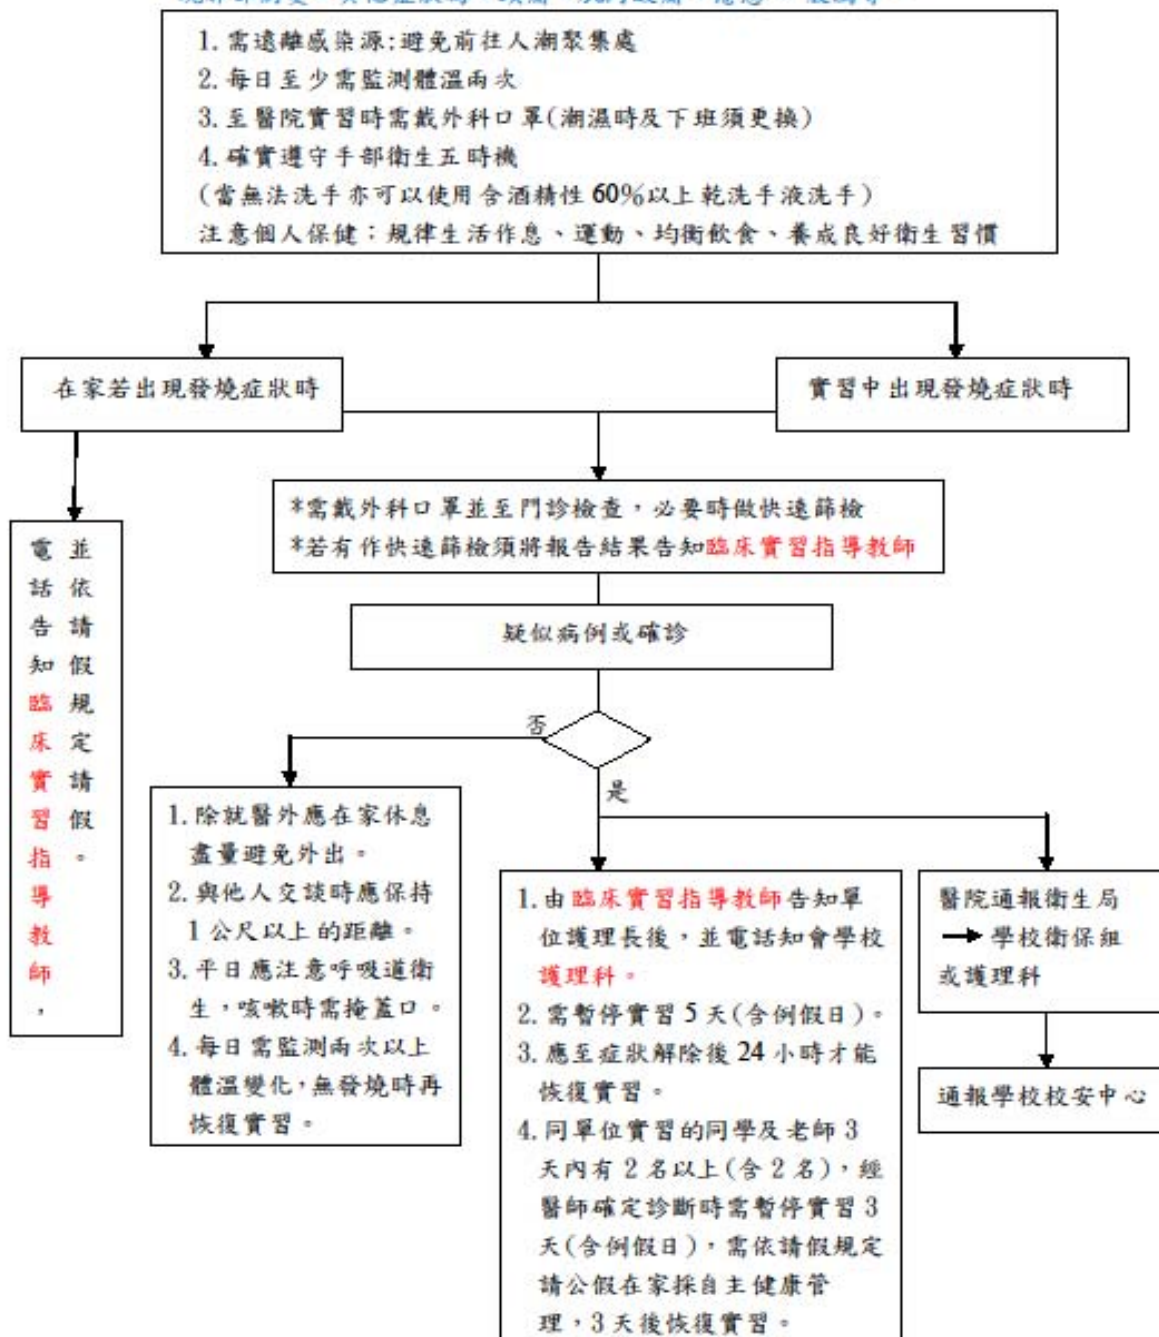 1. 需遠離感染源:避免前往人潮聚集處
2. 每日至少需監測體溫兩次
3. 至醫院實習時需戴外科口罩(潮濕時及下班須更換)
4. 確實遵守手部衛生五時機
(當無法洗手亦可以使用含酒精性 60%以上乾洗手液洗手)
注意個人保健：規律生活作息、運動、均衡飲食、養成良好衛生習慣
在家若出現發燒症狀時
實習中出現發燒症狀時
*需戴外科口罩並至門診檢查，必要時做快速篩檢
*若有作快速篩檢須將報告結果告知臨床實習指導教師
電話告知臨床實習指導教師，
並依請假規定請假。
疑似病例或確診
否
是
1. 除就醫外應在家休息
盡量避免外出。
2. 與他人交談時應保持
1 公尺以上的距離。
3. 平日應注意呼吸道衛
生，咳嗽時需掩蓋口。
4. 每日需監測兩次以上
體溫變化，無發燒時再
恢復實習。
1. 由臨床實習指導教師告知單
位護理長後，並電話知會學校
護理科。
2. 需暫停實習 5 天(含例假日)。
3. 應至症狀解除後 24 小時才能
恢復實習。
4. 同單位實習的同學及老師 3
天內有 2 名以上(含 2 名)，經
醫師確定診斷時需暫停實習 3
天(含例假日)，需依請假規定
請公假在家採自主健康管
理，3 天後恢復實習。
醫院通報衛生局
➡ 學校衛保組
或護理科
通報學校校安中心